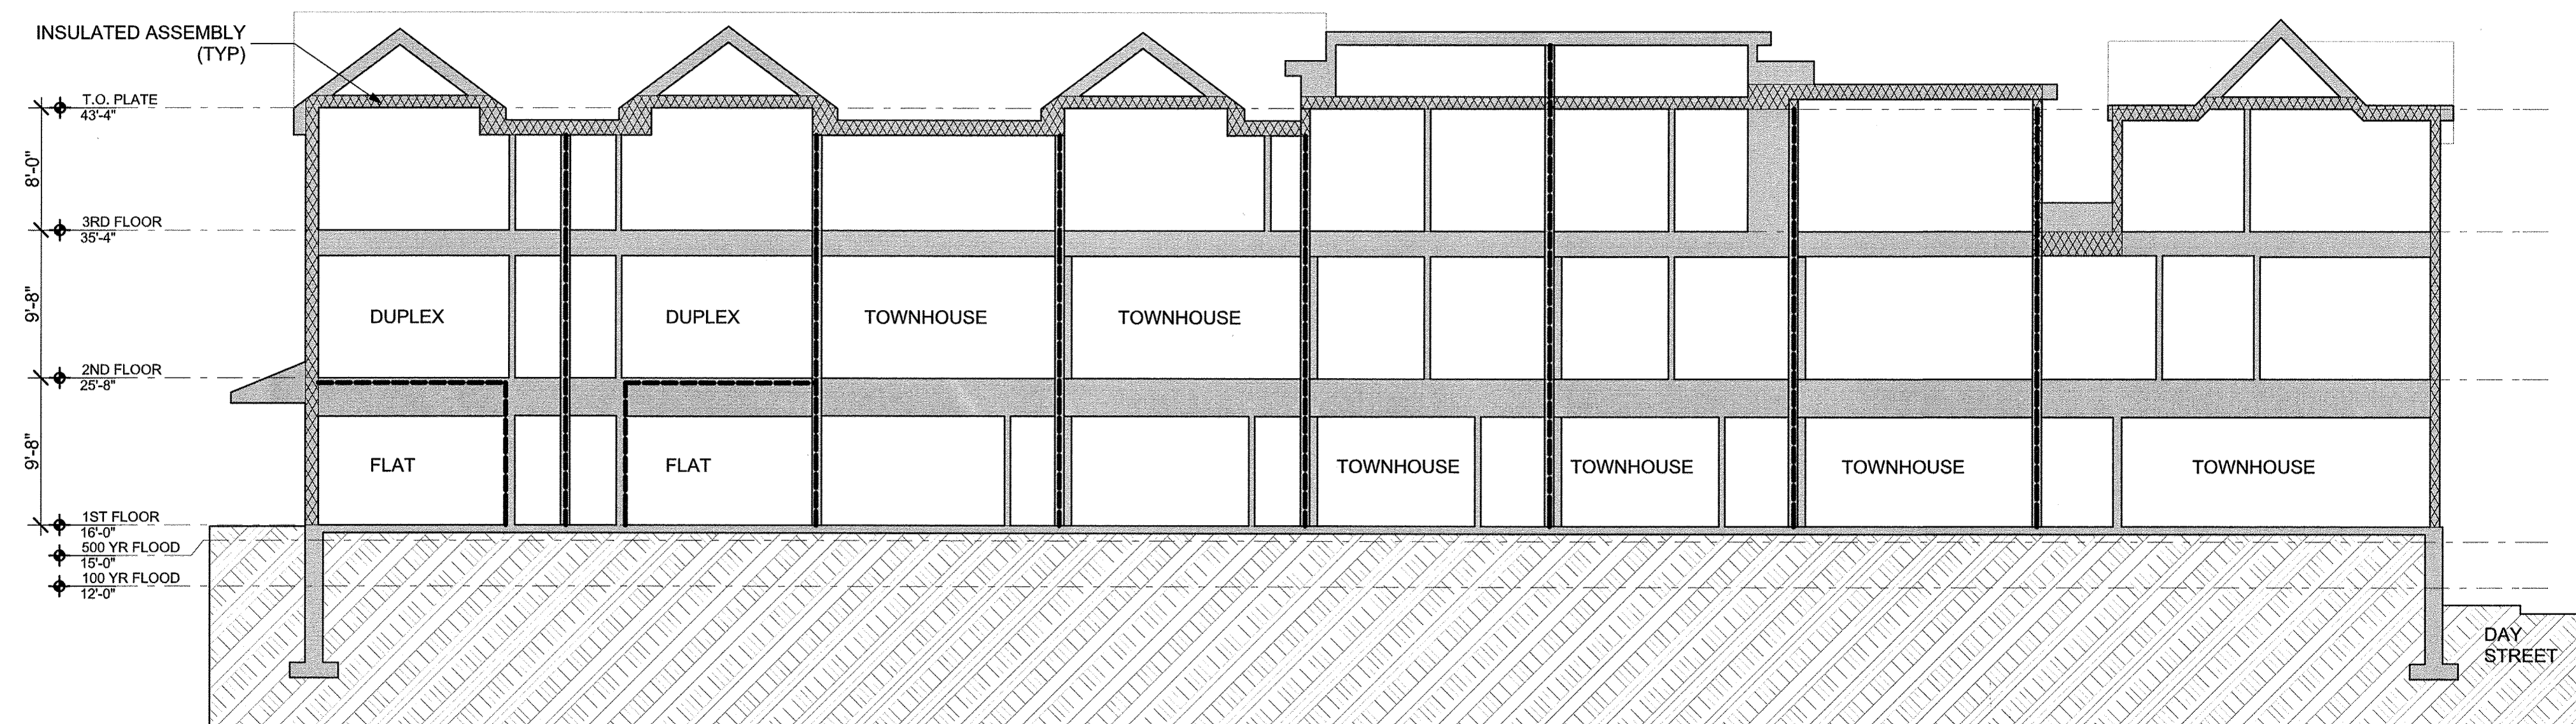 INSULATED ASSEMBLY
(TYP)
T.O. PLATE
43'-4"
8'-0"
3RD FLOOR
35'-4"
9'-8"
DUPLEX
DUPLEX
TOWNHOUSE
TOWNHOUSE
2ND FLOOR
25'-8"
9'-8"
FLAT
FLAT
TOWNHOUSE
TOWNHOUSE
TOWNHOUSE
TOWNHOUSE
1ST FLOOR
16'-0"
500 YR FLOOD
15'-0"
100 YR FLOOD
12'-0"
DAY
STREET